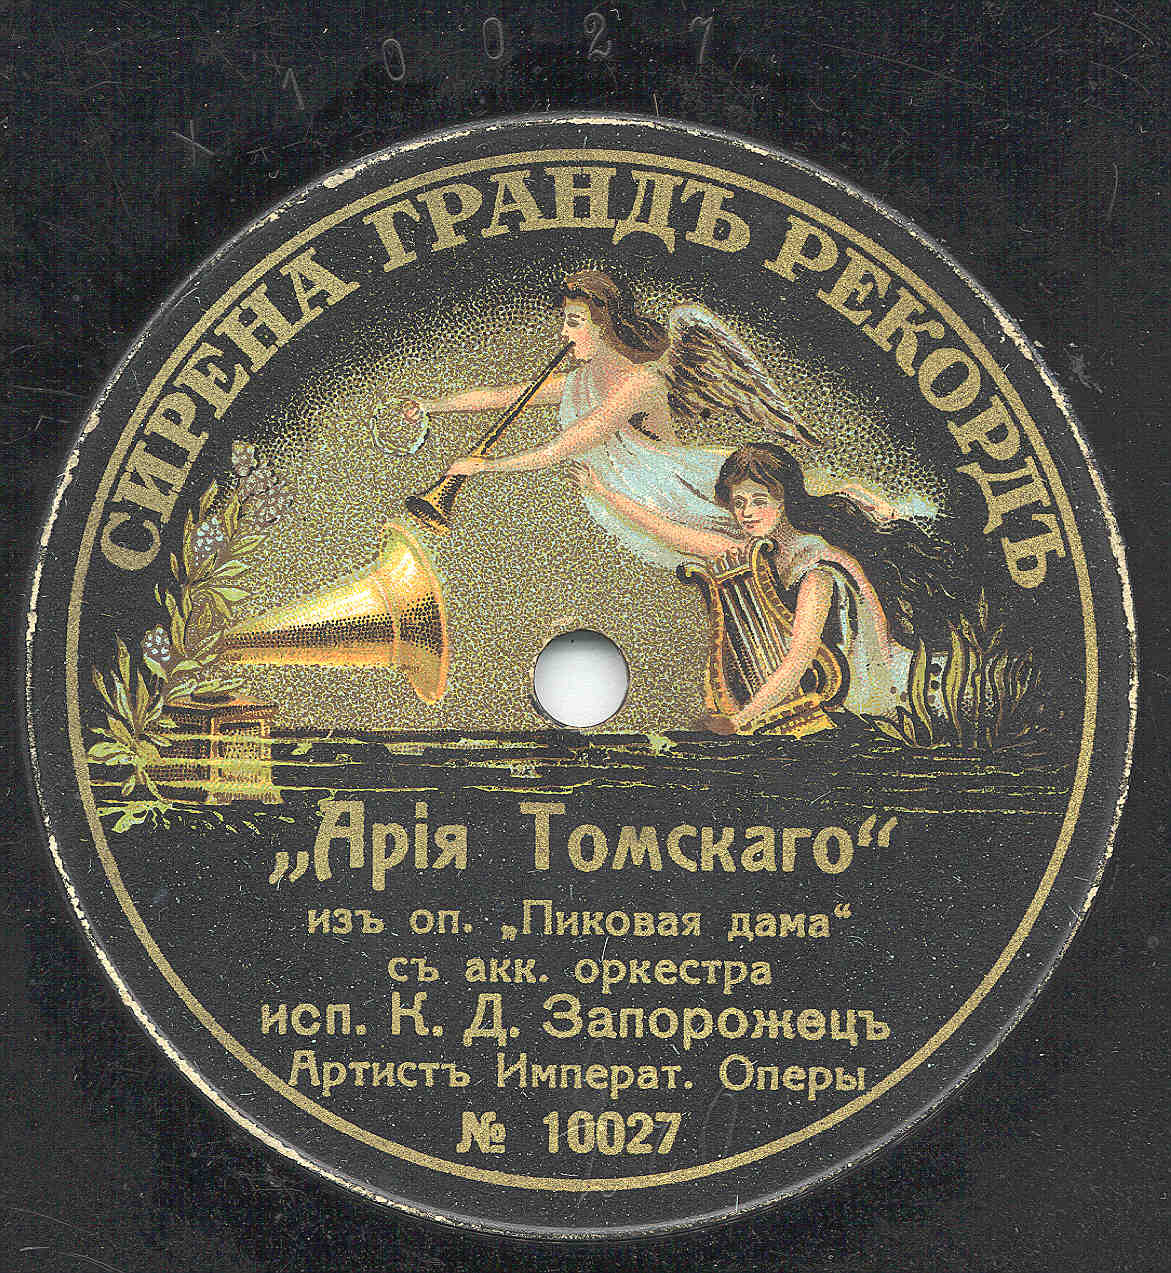 10027
СИРЕНА ГРАНДЪ РЕКОРДЪ
„Арія Томскаго“
изъ оп. „Пиковая дама“
съ акк. оркестра
исп. К. Д. Запорожецъ
Артистъ Императ. Оперы
№ 10027